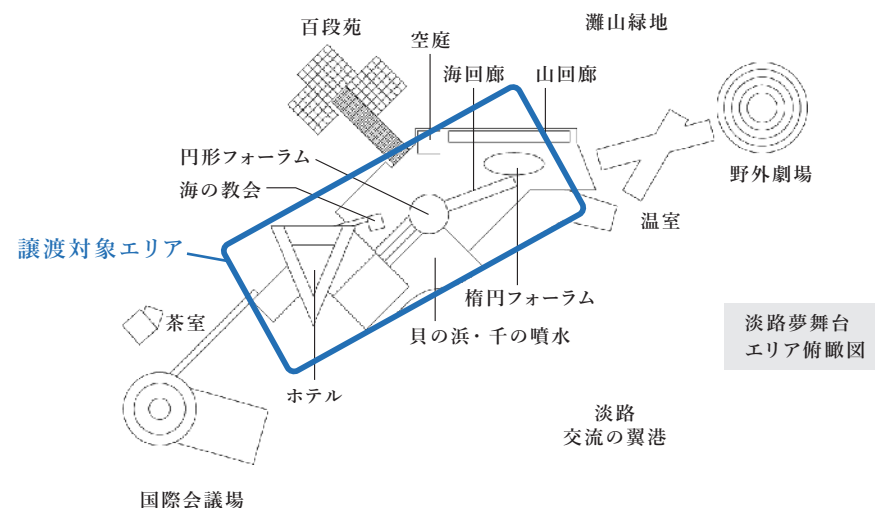 百段苑
灘山緑地
空庭
海回廊
山回廊
円形フォーラム
海の教会
野外劇場
温室
譲渡対象エリア
楕円フォーラム
貝の浜・千の噴水
茶室
淡路夢舞台
エリア俯瞰図
ホテル
淡路
交流の翼港
国際会議場